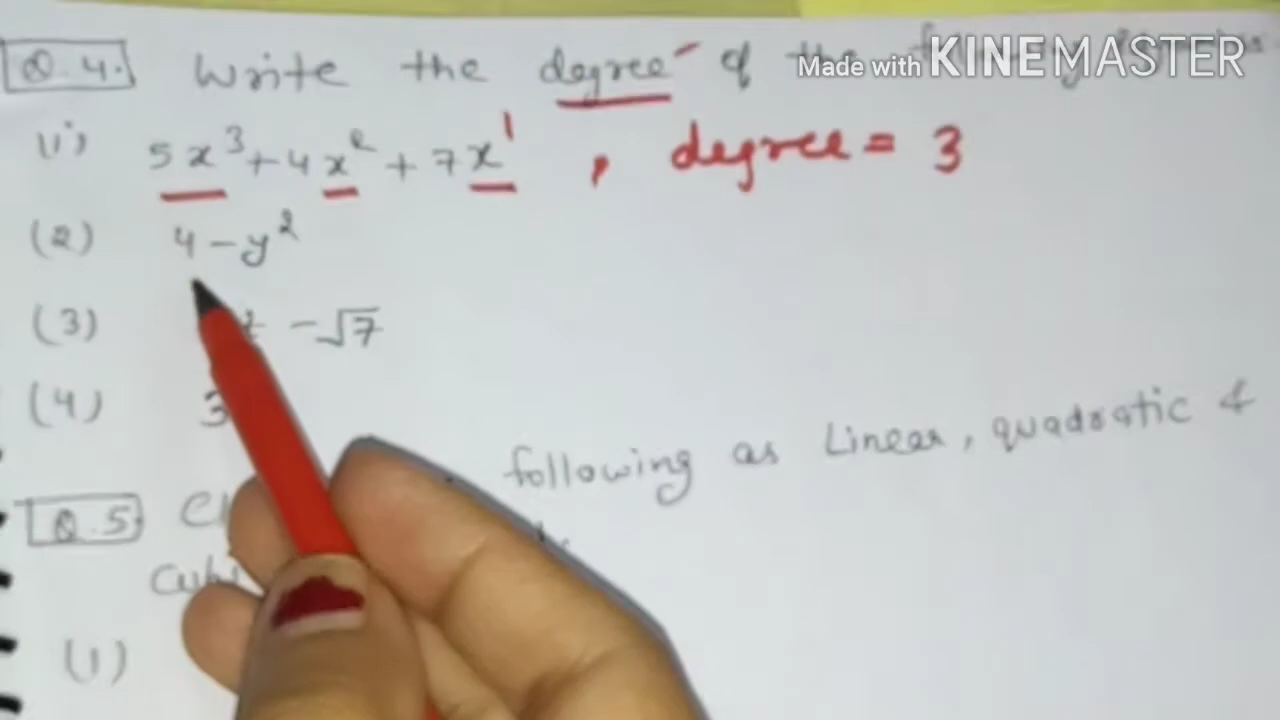 Made with KINEMASTER
Q.4. Write the degree of the
(i) 5x³ + 4x² + 7x¹ , degree = 3
(2) 4 - y²
(3) t - √7
(4) 3
Q.5. following as Linear, quadratic &
(1)